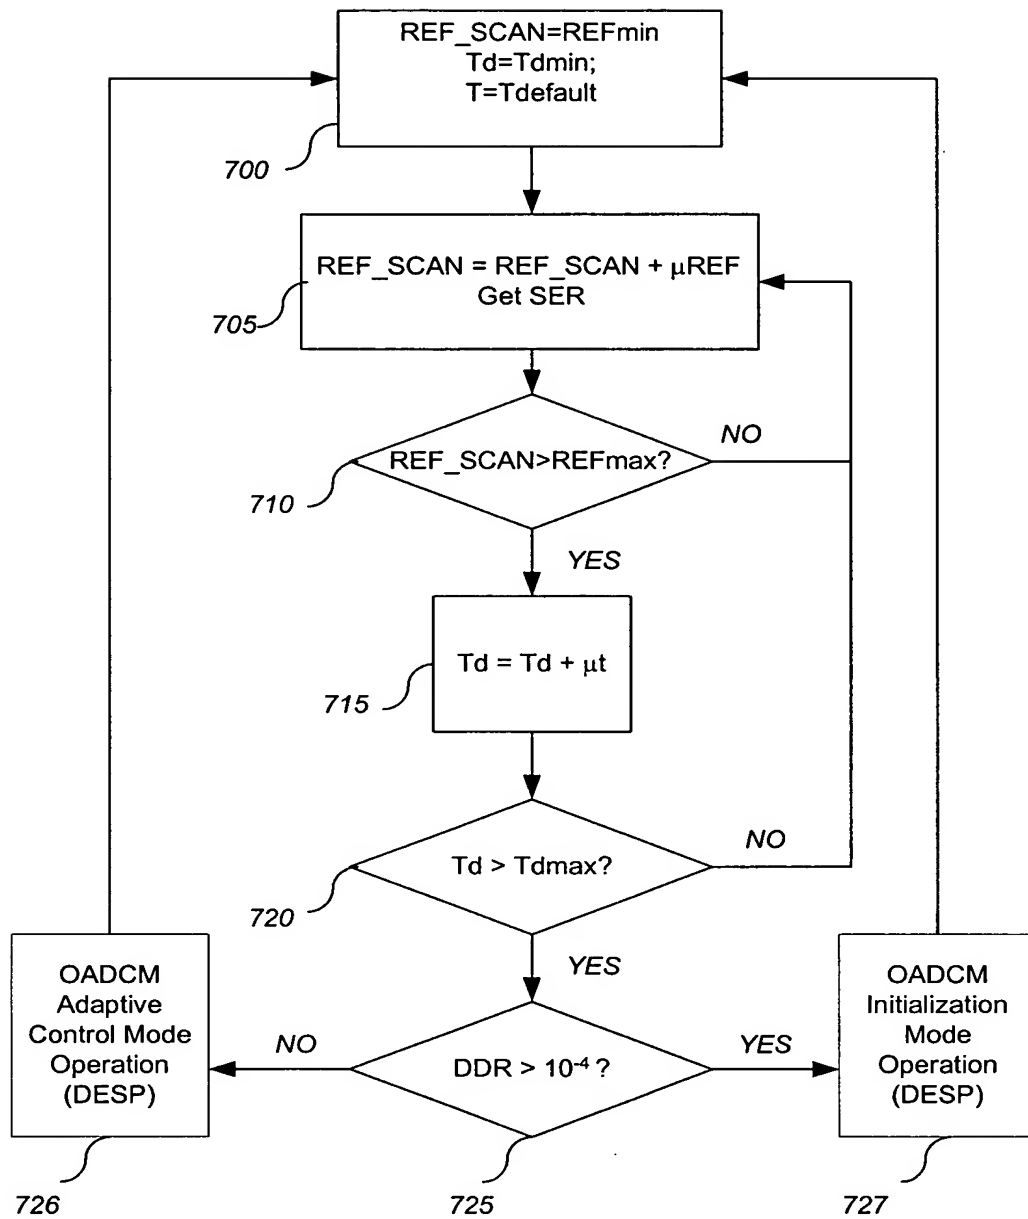 REF_SCAN=REFmin
Td=Tdmin;
T=Tdefault
700
REF_SCAN = REF_SCAN + μREF
Get SER
705
REF_SCAN>REFmax?
NO
710
YES
Td = Td + μt
715
Td > Tdmax?
NO
720
YES
OADCM
Adaptive
Control Mode
Operation
(DESP)
NO
DDR > 10⁻⁴ ?
YES
OADCM
Initialization
Mode
Operation
(DESP)
726
725
727